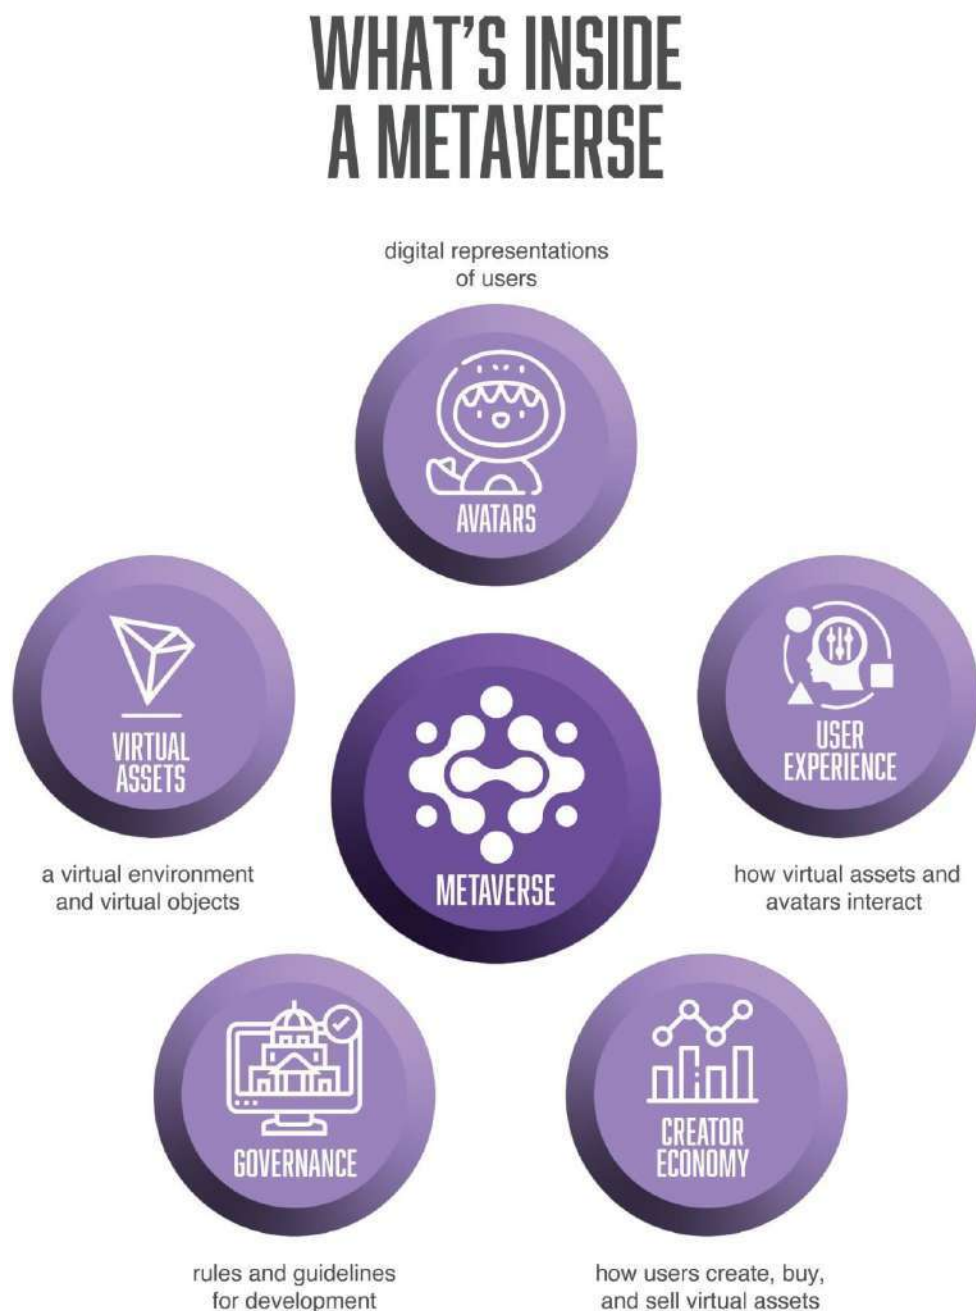 WHAT'S INSIDE
A METAVERSE
digital representations
of users
AVATARS
VIRTUAL
ASSETS
a virtual environment
and virtual objects
USER
EXPERIENCE
how virtual assets and
avatars interact
METAVERSE
GOVERNANCE
rules and guidelines
for development
CREATOR
ECONOMY
how users create, buy,
and sell virtual assets